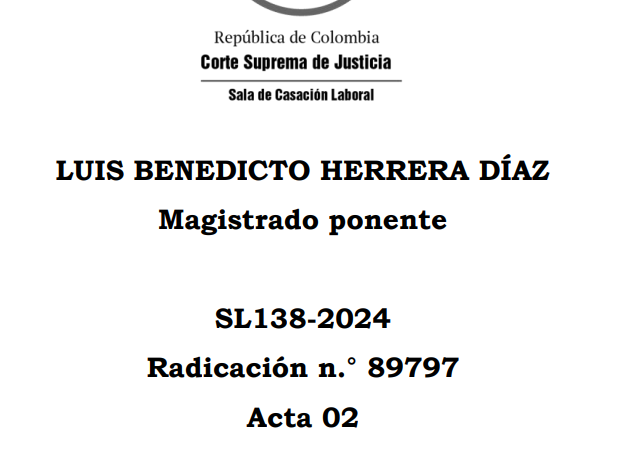 República de Colombia
Corte Suprema de Justicia
Sala de Casación Laboral
LUIS BENEDICTO HERRERA DÍAZ
Magistrado ponente
SL138-2024
Radicación n.° 89797
Acta 02